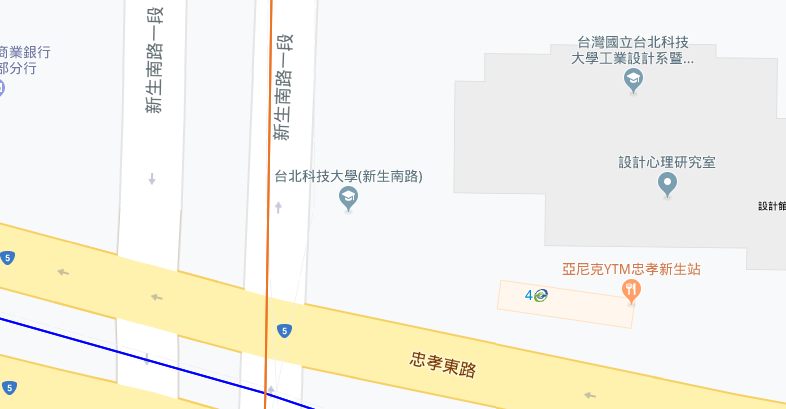 新生南路一段
新生南路一段
台灣國立台北科技
大學工業設計系暨...
商業銀行
部分行
設計心理研究室
台北科技大學(新生南路)
設計館
5
亞尼克YTM忠孝新生站
4
5
忠孝東路
5